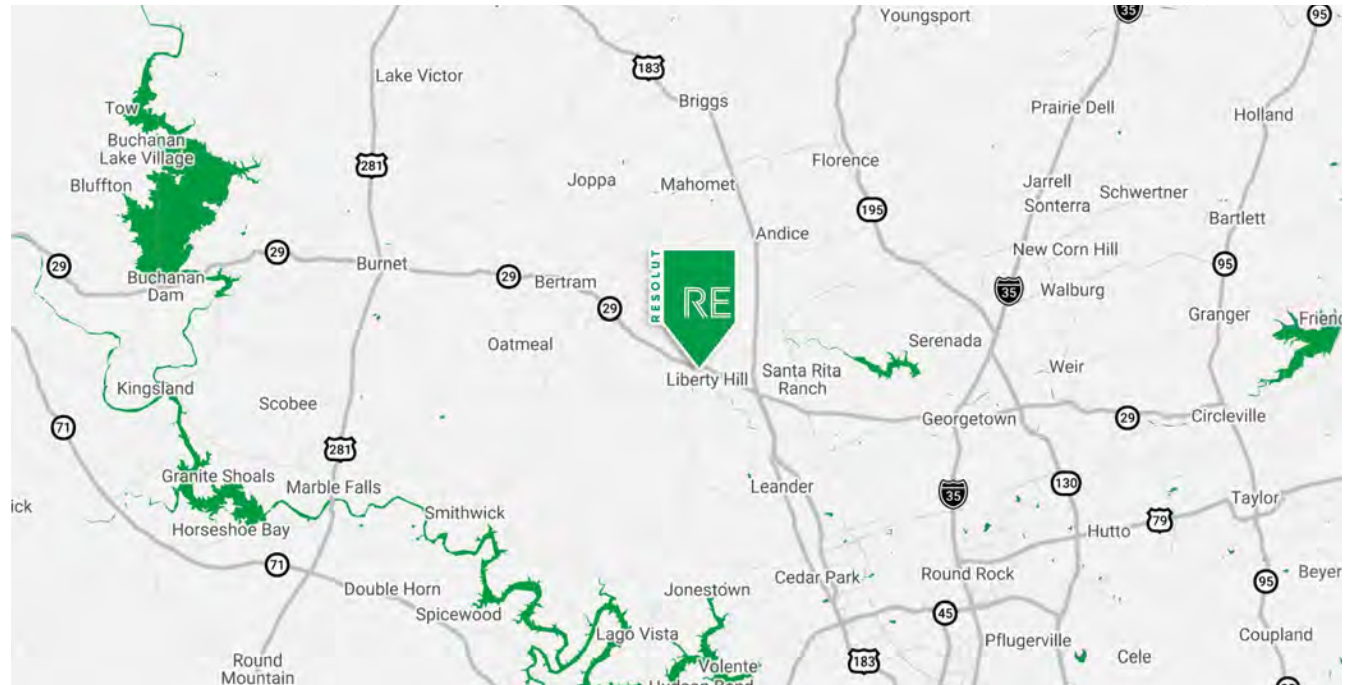 Youngsport
35
95
183
Lake Victor
Briggs
Prairie Dell
Holland
Tow
Buchanan
Lake Village
281
Florence
Bluffton
Joppa
Mahomet
Jarrell
Sonterra
Schwertner
195
Bartlett
Andice
New Corn Hill
29
29
Burnet
29
Bertram
95
Buchanan
Dam
RESOLUT
RE
29
35
Walburg
Granger
Friend
Oatmeal
Serenada
Liberty Hill
Santa Rita
Ranch
Weir
Kingsland
Scobee
Georgetown
29
Circleville
71
281
Granite Shoals
Marble Falls
Leander
35
130
Taylor
ick
Horseshoe Bay
Smithwick
79
Hutto
71
Double Horn
Jonestown
Cedar Park
Round Rock
95
Beyer
Spicewood
45
Lago Vista
Pflugerville
Coupland
Round
Mountain
Volente
183
Cele
Hudson Bend